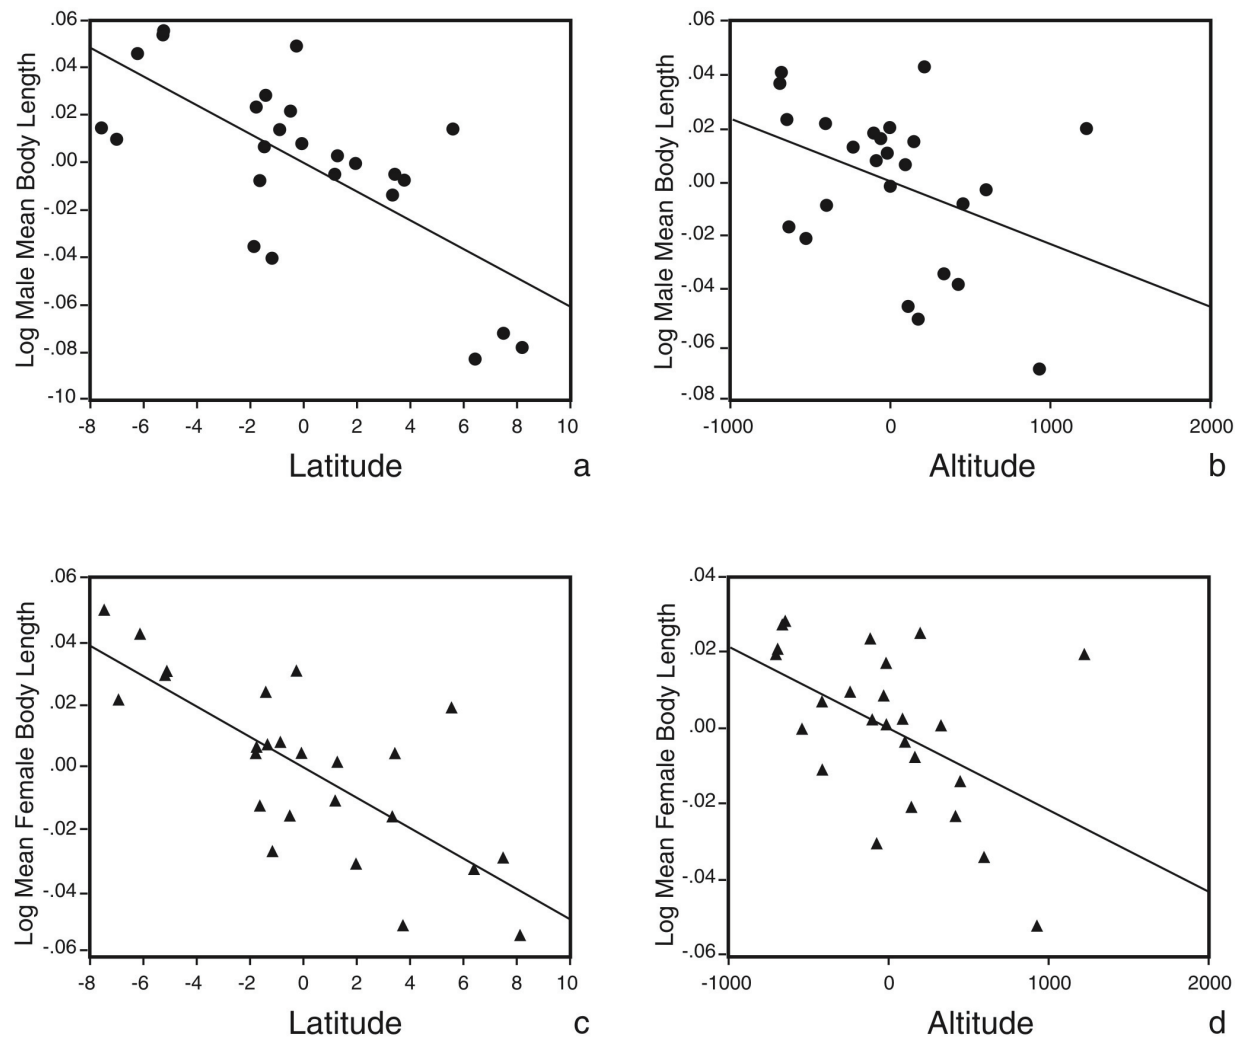 Log Male Mean Body Length
.06
.04
.02
.00
-.02
-.04
-.06
-.08
-10
-8 -6 -4 -2 0 2 4 6 8 10
Latitude
a
Log Male Mean Body Length
.06
.04
.02
.00
-.02
-.04
-.06
-.08
-1000 0 1000 2000
Altitude
b
Log Mean Female Body Length
.06
.04
.02
.00
-.02
-.04
-.06
-8 -6 -4 -2 0 2 4 6 8 10
Latitude
c
Log Mean Female Body Length
.04
.02
.00
-.02
-.04
-.06
-1000 0 1000 2000
Altitude
d